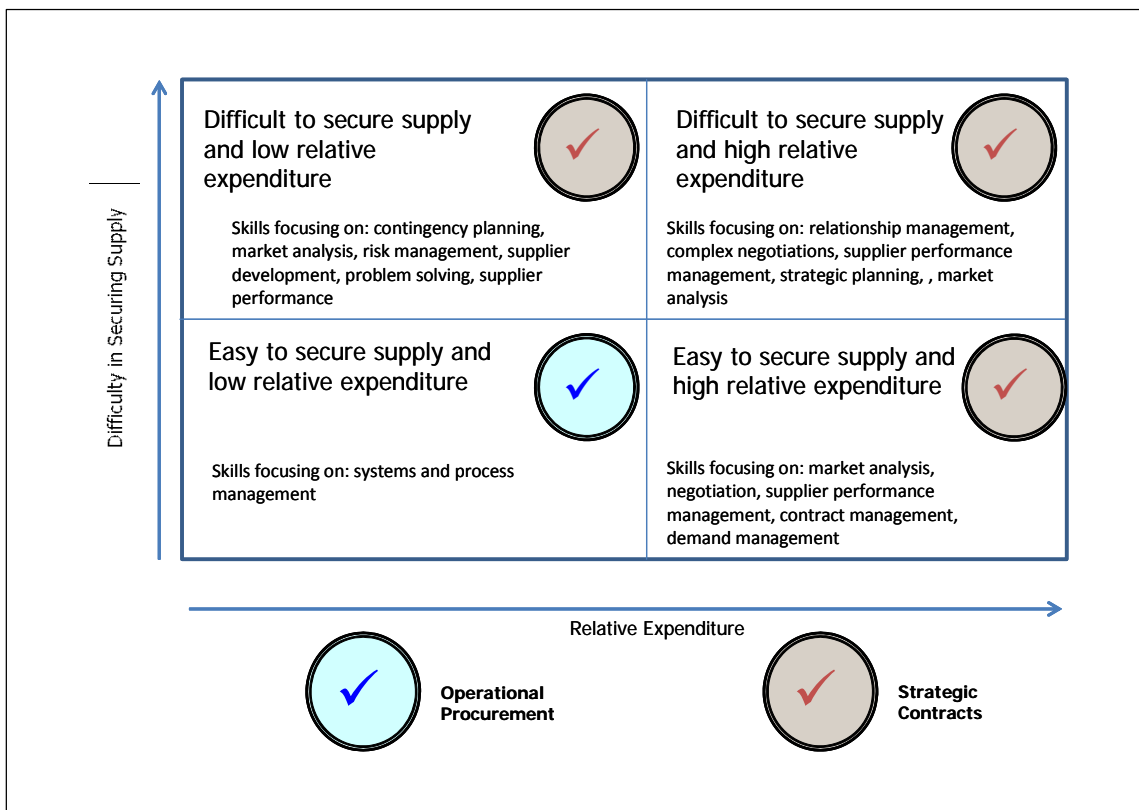 Difficult to secure supply
and low relative
expenditure
Skills focusing on: contingency planning,
market analysis, risk management, supplier
development, problem solving, supplier
performance
Difficult to secure supply
and high relative
expenditure
Skills focusing on: relationship management,
complex negotiations, supplier performance
management, strategic planning, , market
analysis
Difficulty in Securing Supply
Easy to secure supply and
low relative expenditure
Skills focusing on: systems and process
management
Easy to secure supply and
high relative expenditure
Skills focusing on: market analysis,
negotiation, supplier performance
management, contract management,
demand management
Relative Expenditure
Operational
Procurement
Strategic
Contracts